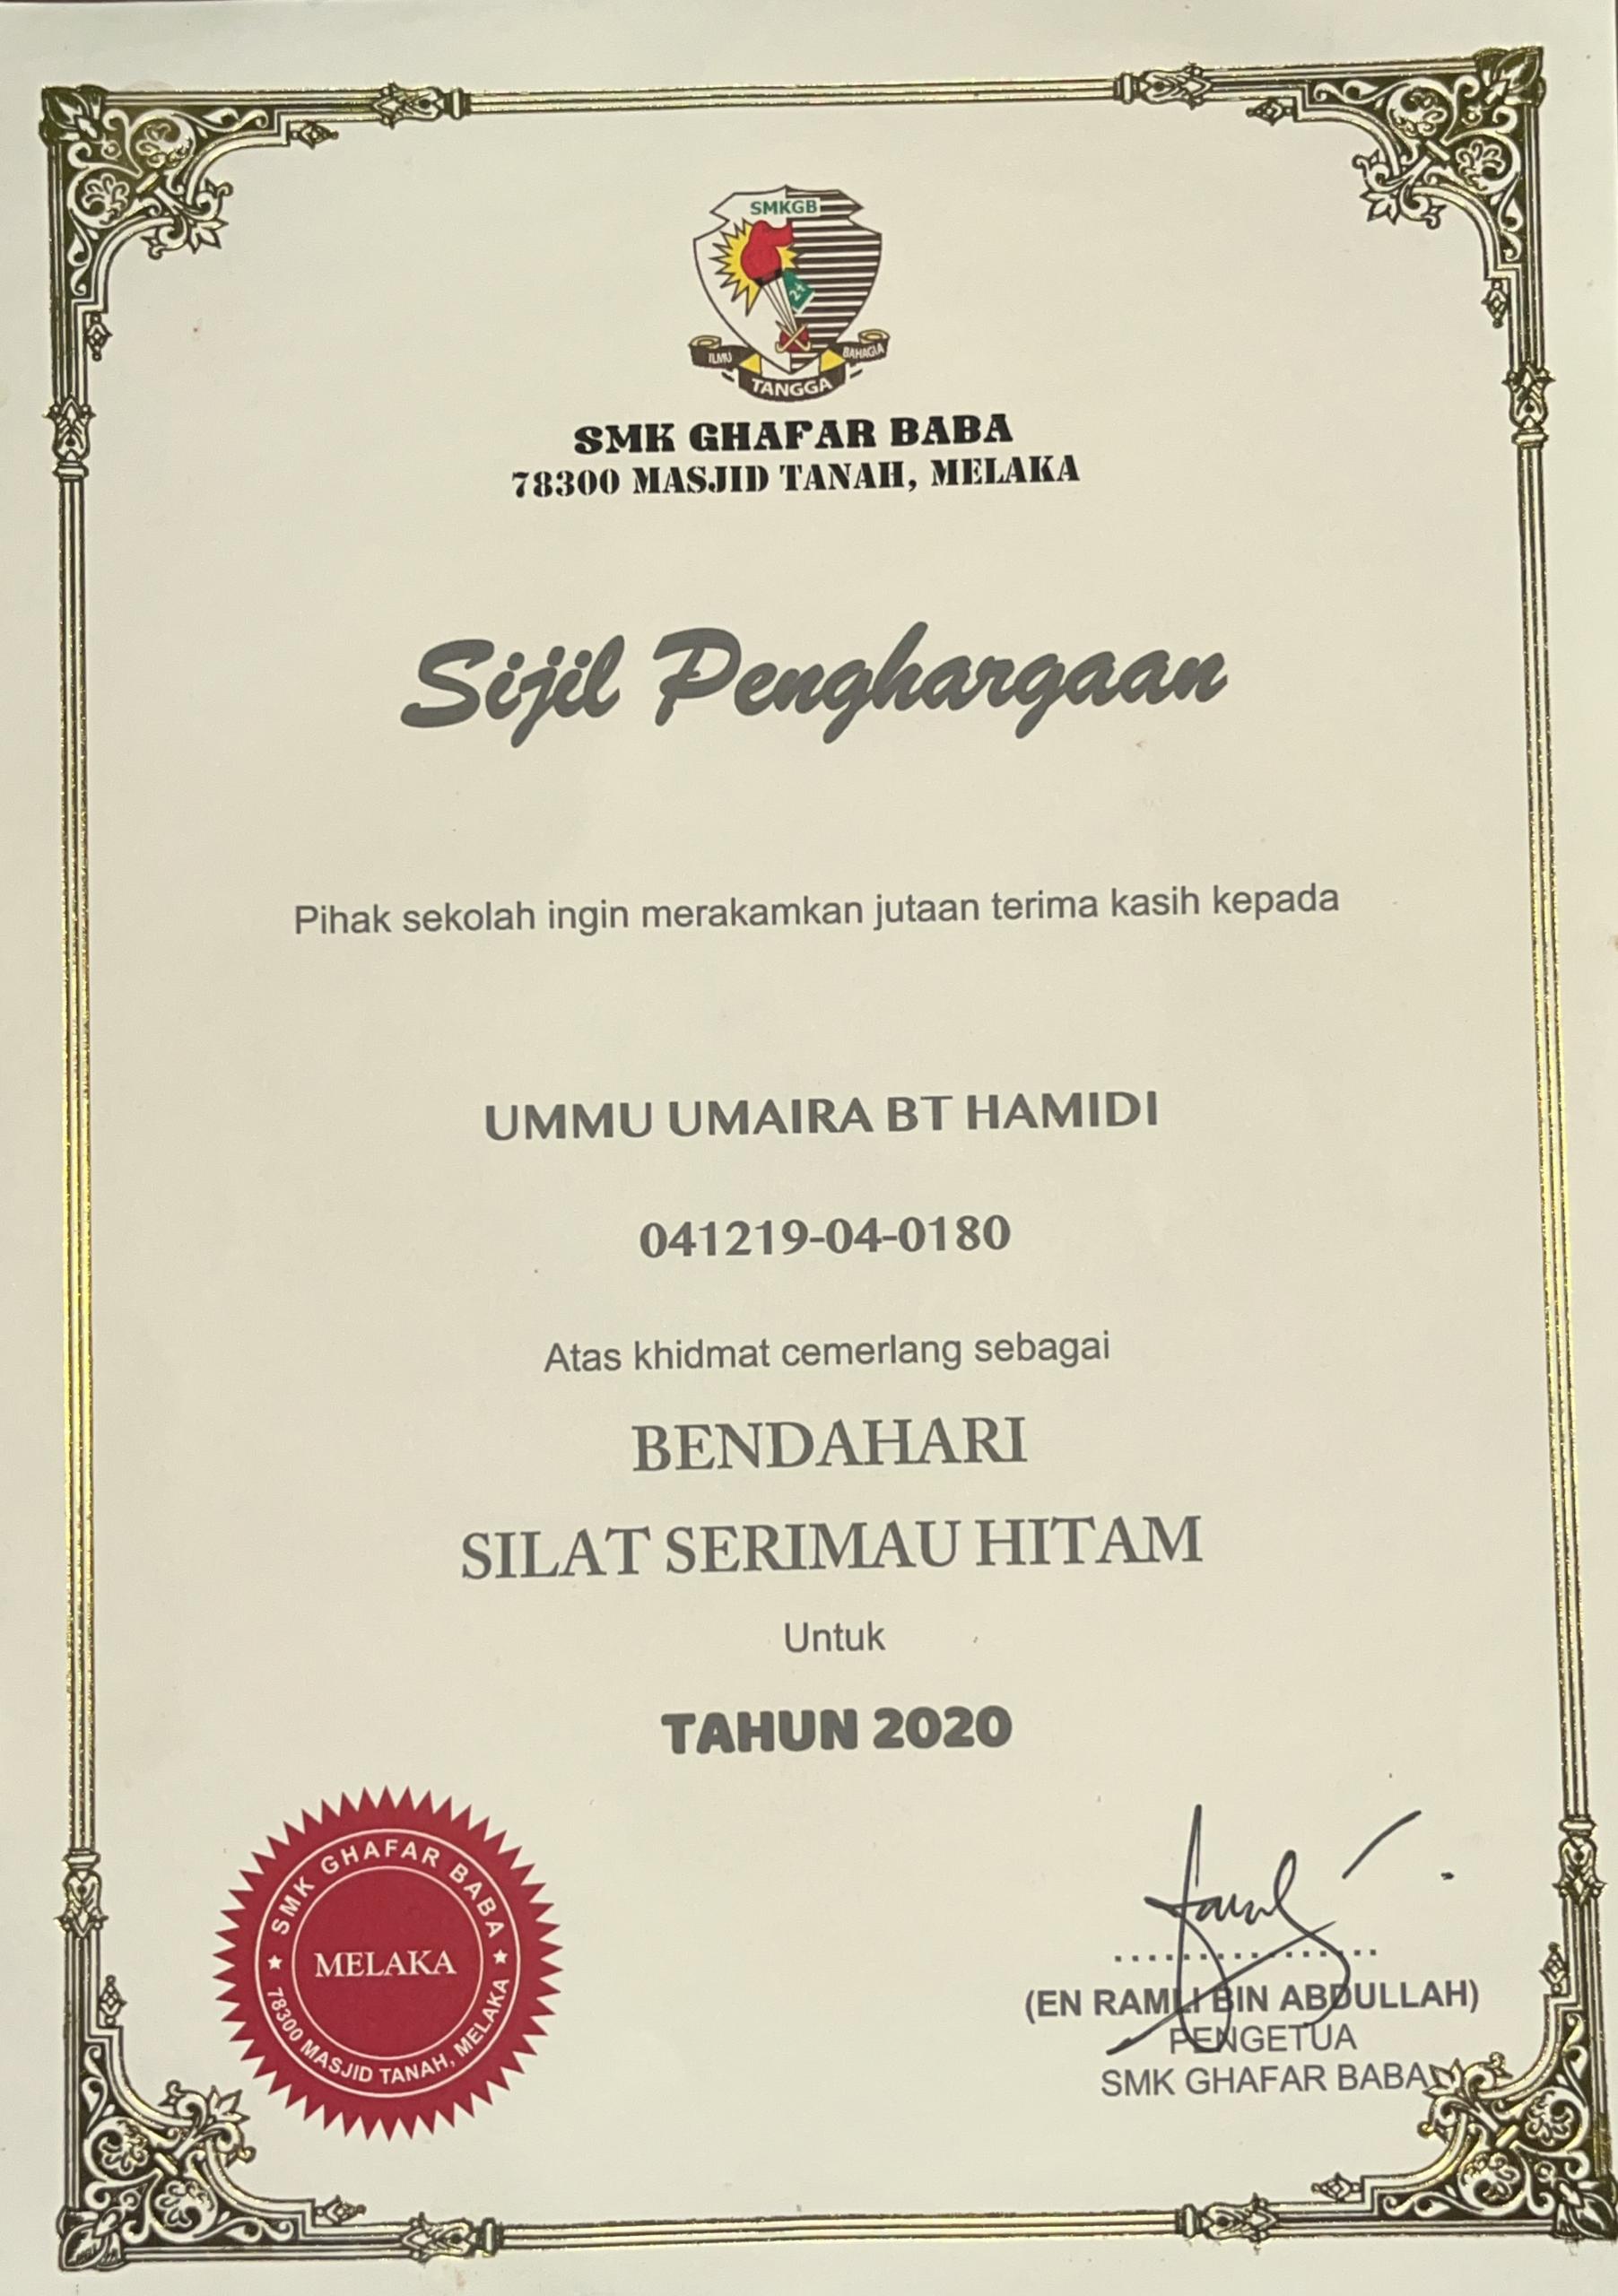 SMKGB
24
ILMU TANGGA BAHAGIA
SMK GHAFAR BABA
78300 MASJID TANAH, MELAKA
Sijil Penghargaan
Pihak sekolah ingin merakamkan jutaan terima kasih kepada
UMMU UMAIRA BT HAMIDI
041219-04-0180
Atas khidmat cemerlang sebagai
BENDAHARI
SILAT SERIMAU HITAM
Untuk
TAHUN 2020
SMK GHAFAR BABA
MELAKA
78300 MASJID TANAH, MELAKA
(EN RAMLI BIN ABDULLAH)
PENGETUA
SMK GHAFAR BABA